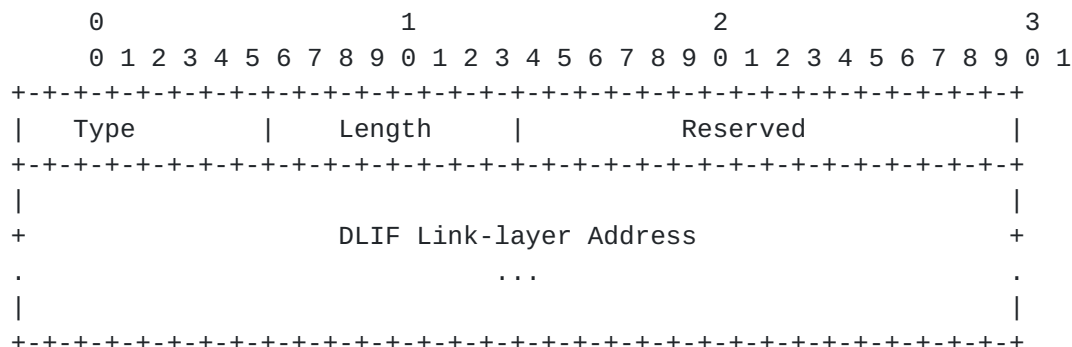 0                   1                   2                   3
     0 1 2 3 4 5 6 7 8 9 0 1 2 3 4 5 6 7 8 9 0 1 2 3 4 5 6 7 8 9 0 1
+-+-+-+-+-+-+-+-+-+-+-+-+-+-+-+-+-+-+-+-+-+-+-+-+-+-+-+-+-+-+-+-+
|   Type        |    Length     |          Reserved             |
+-+-+-+-+-+-+-+-+-+-+-+-+-+-+-+-+-+-+-+-+-+-+-+-+-+-+-+-+-+-+-+-+
|                                                               |
+                    DLIF Link-layer Address                    +
.                              ...                              .
|                                                               |
+-+-+-+-+-+-+-+-+-+-+-+-+-+-+-+-+-+-+-+-+-+-+-+-+-+-+-+-+-+-+-+-+